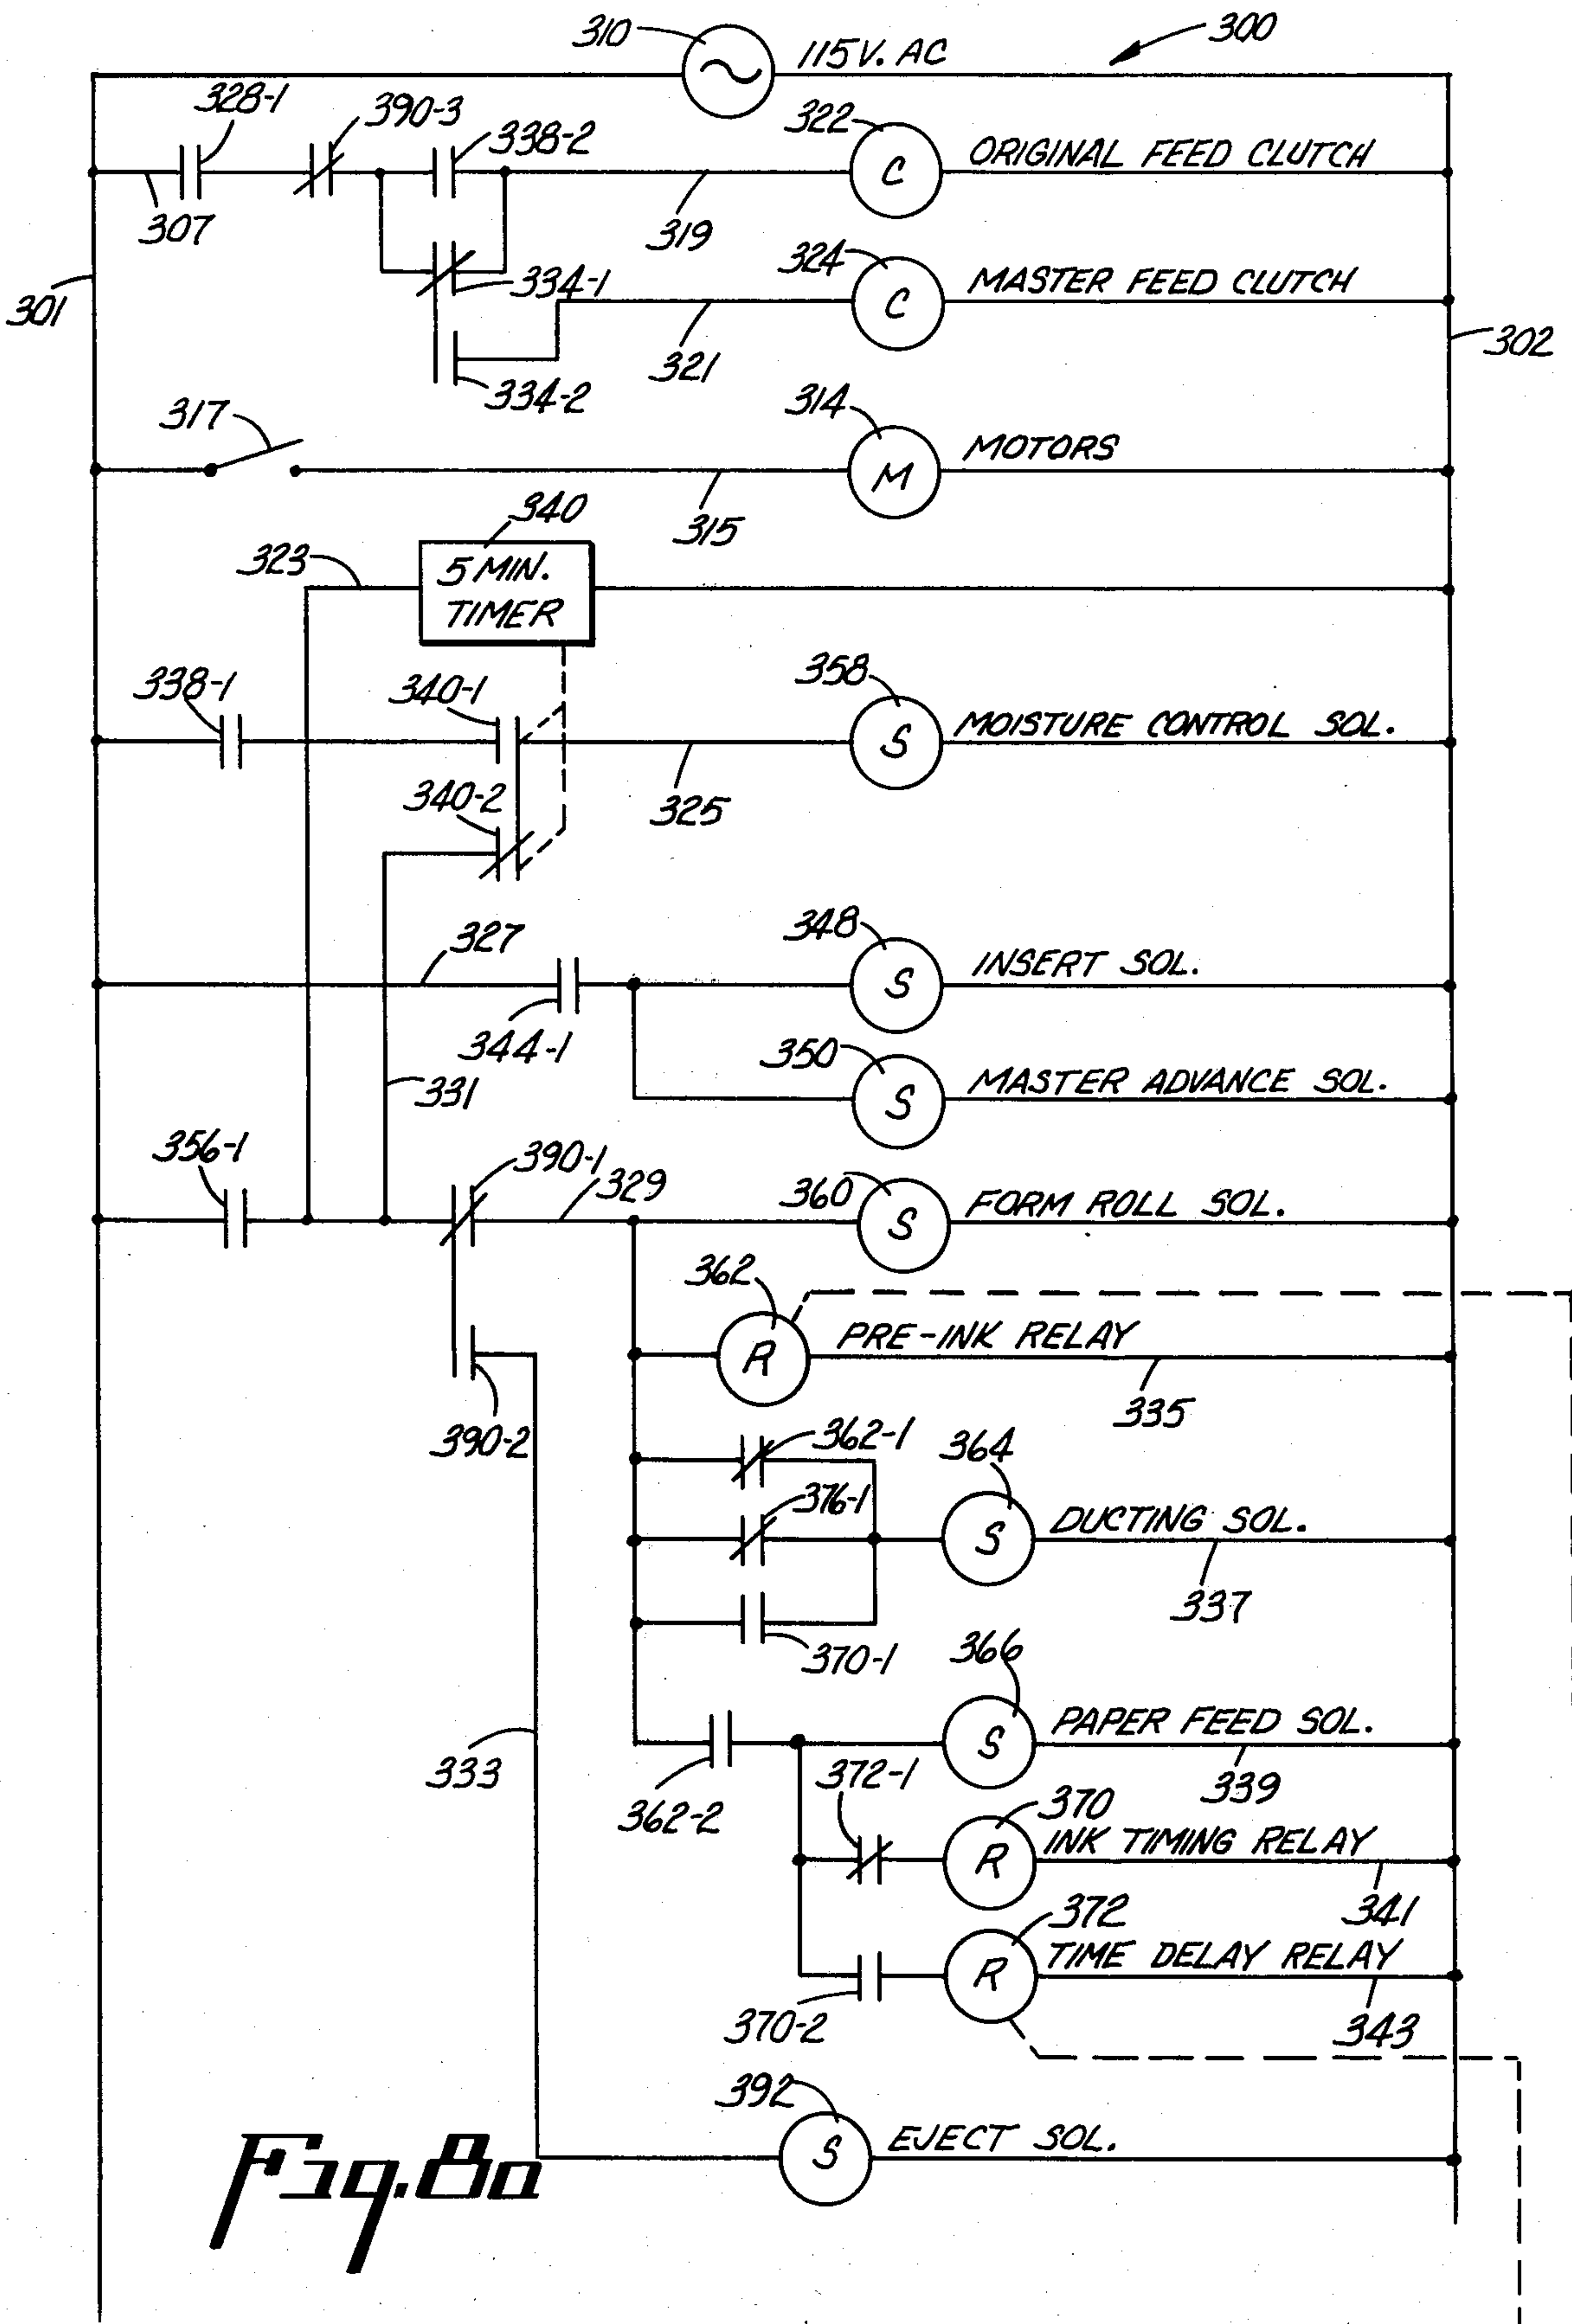 310
115 V. AC
300
328-1
390-3
338-2
322
C
ORIGINAL FEED CLUTCH
307
319
301
334-1
324
C
MASTER FEED CLUTCH
302
321
334-2
317
314
M
MOTORS
315
340
323
5 MIN.
TIMER
338-1
340-1
358
S
MOISTURE CONTROL SOL.
340-2
325
327
348
S
INSERT SOL.
344-1
350
S
MASTER ADVANCE SOL.
331
356-1
390-1
329
360
S
FORM ROLL SOL.
362
R
PRE-INK RELAY
335
390-2
362-1
364
376-1
S
DUCTING SOL.
337
370-1
366
S
PAPER FEED SOL.
333
372-1
339
362-2
370
R
INK TIMING RELAY
341
372
R
TIME DELAY RELAY
370-2
343
392
S
EJECT SOL.
Fig. 8a